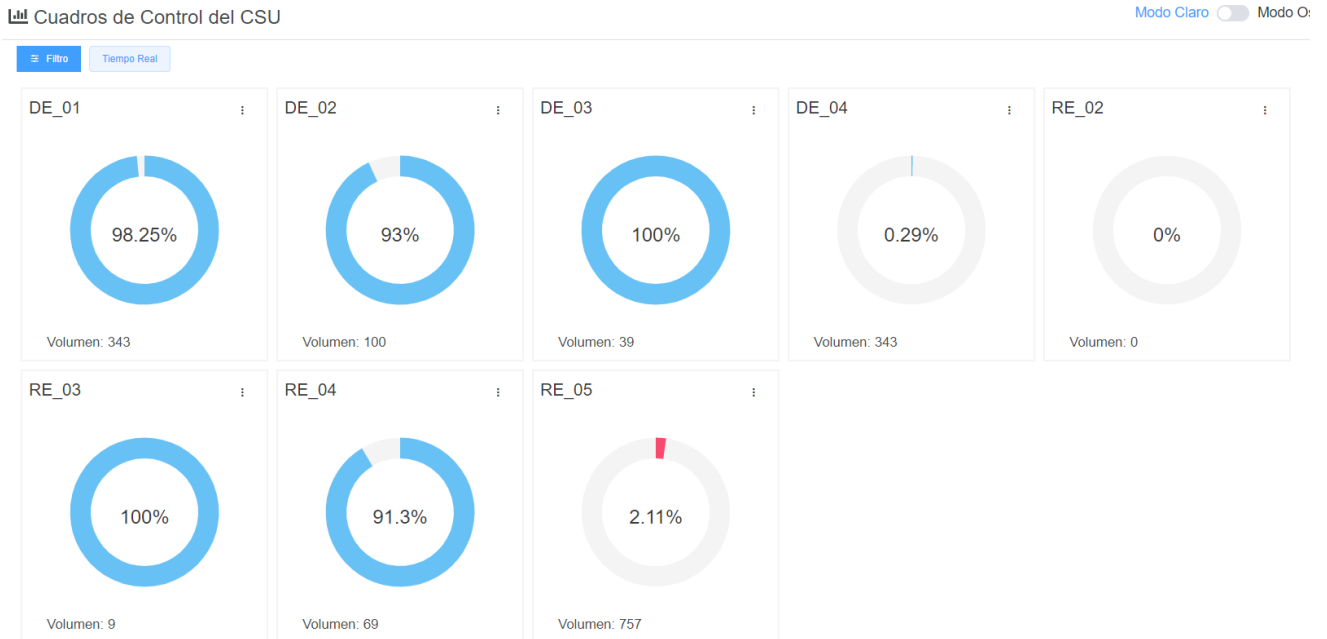 Cuadros de Control del CSU
Modo Claro Modo Os
Filtro Tiempo Real
DE_01 DE_02 DE_03 DE_04 RE_02
98.25% 93% 100% 0.29% 0%
Volumen: 343 Volumen: 100 Volumen: 39 Volumen: 343 Volumen: 0
RE_03 RE_04 RE_05
100% 91.3% 2.11%
Volumen: 9 Volumen: 69 Volumen: 757